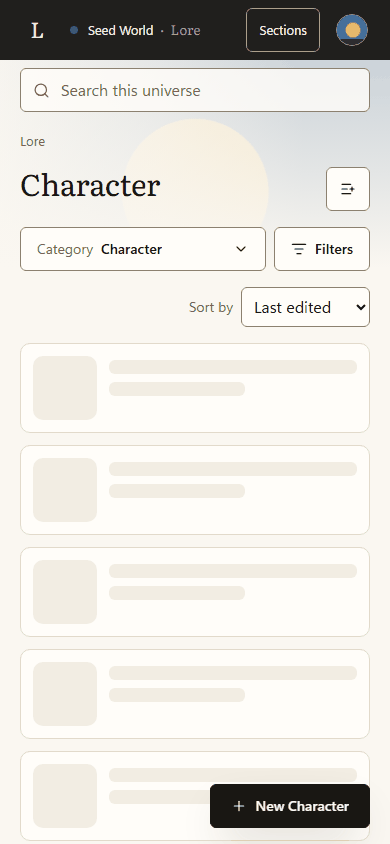 L
Seed World · Lore
Sections
Search this universe
Lore
Character
Category Character
Filters
Sort by
Last edited
+ New Character